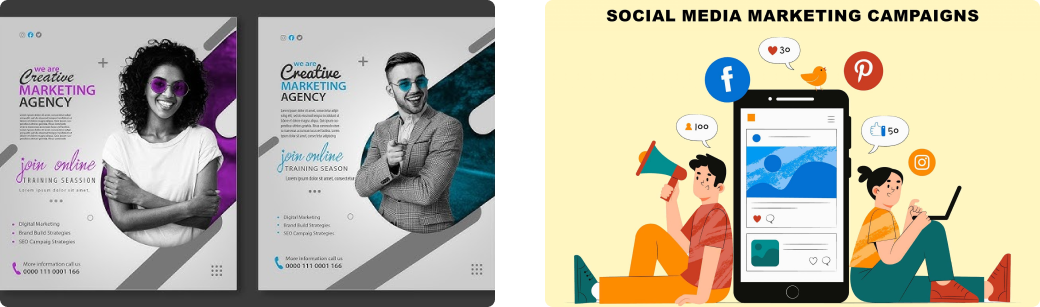 we are
Creative
MARKETING
AGENCY
join online
TRAINING SEASSION
Lorem ipsum dolor sit amet,
Digital Marketing
Brand Build Strategies
SEO Campaig Strategies
More information call us
0000 111 0001 166
we are
Creative
MARKETING
AGENCY
join online
TRAINING SEASON
Lorem ipsum dolor sit amet, consectetur
Digital Marketing
Brand Build Strategies
SEO Campaig Strategies
More information call us
0000 111 0001 166
SOCIAL MEDIA MARKETING CAMPAIGNS
30
100
50